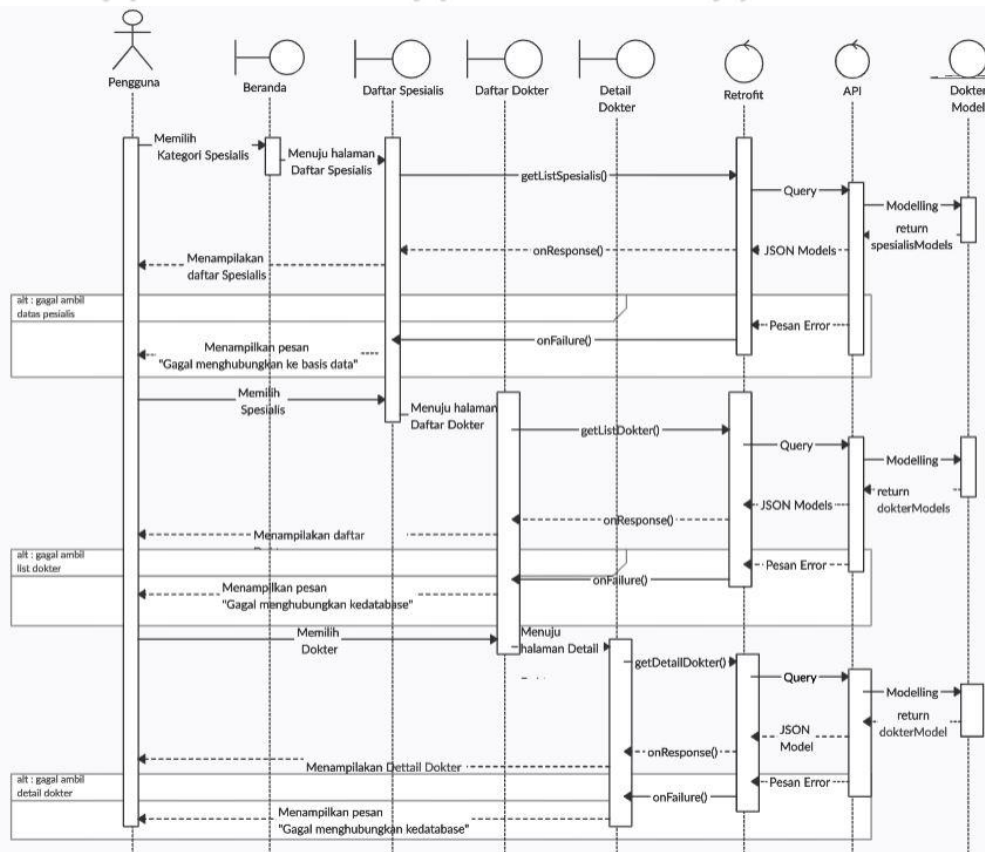 Pengguna
Beranda
Daftar Spesialis
Daftar Dokter
Detail
Dokter
Retrofit
API
Dokter
Model
Memilih
Kategori Spesialis
Menuju halaman
Daftar Spesialis
getListSpesialis()
Query
Modelling
return
spesialisModels
JSON Models
onResponse()
Menampilakan
daftar Spesialis
alt : gagal ambil
datas pesialis
Pesan Error
onFailure()
Menampilkan pesan
"Gagal menghubungkan ke basis data"
Memilih
Spesialis
Menuju halaman
Daftar Dokter
getListDokter()
Query
Modelling
return
dokterModels
JSON Models
onResponse()
Menampilakan daftar
alt : gagal ambil
list dokter
Pesan Error
onFailure()
Menampilkan pesan
"Gagal menghubungkan kedatabase"
Memilih
Dokter
Menuju
halaman Detail
getDetailDokter()
Query
Modelling
return
dokterModel
JSON
Model
onResponse()
Menampilakan Dettail Dokter
alt : gagal ambil
detail dokter
Pesan Error
onFailure()
Menampilkan pesan
"Gagal menghubungkan kedatabase"